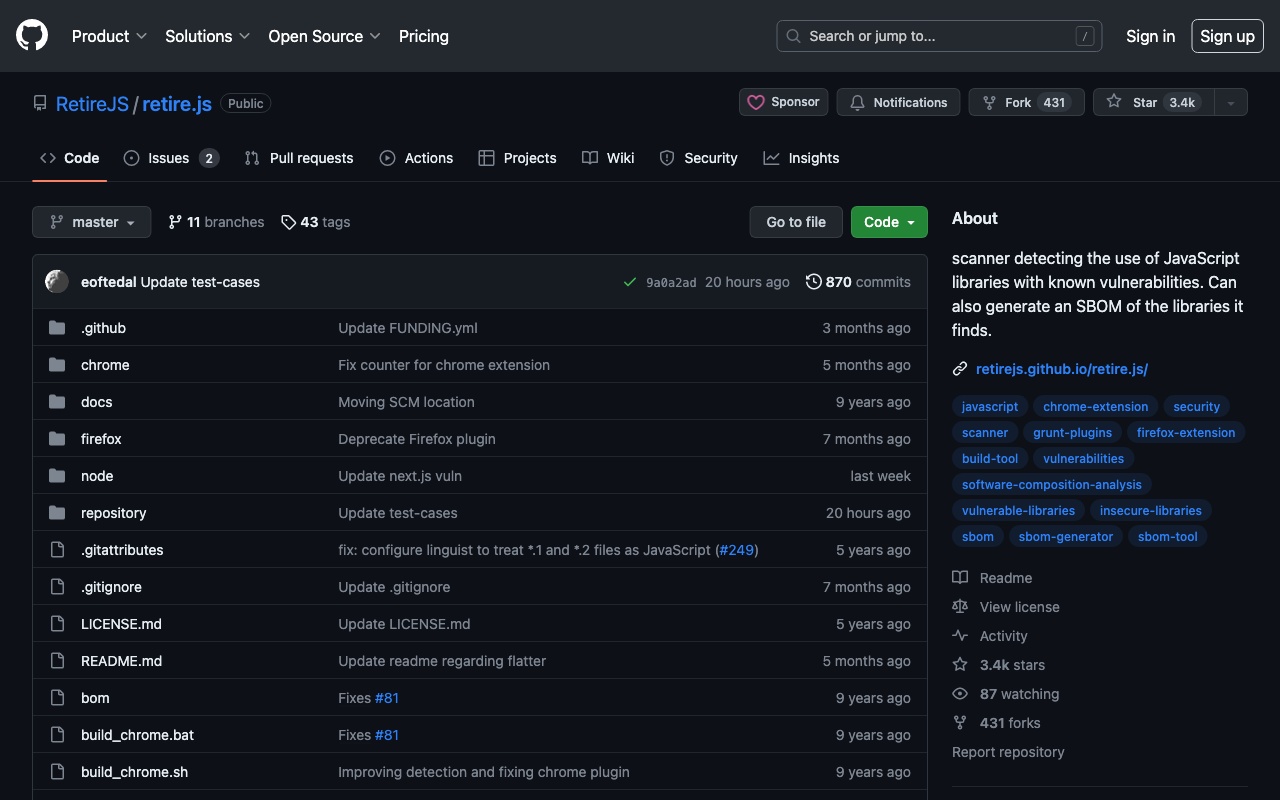 Product Solutions Open Source Pricing Search or jump to... / Sign in Sign up
RetireJS / retire.js Public Sponsor Notifications Fork 431 Star 3.4k
Code Issues 2 Pull requests Actions Projects Wiki Security Insights
master 11 branches 43 tags Go to file Code
eoftedal Update test-cases 9a0a2ad 20 hours ago 870 commits
.github Update FUNDING.yml 3 months ago
chrome Fix counter for chrome extension 5 months ago
docs Moving SCM location 9 years ago
firefox Deprecate Firefox plugin 7 months ago
node Update next.js vuln last week
repository Update test-cases 20 hours ago
.gitattributes fix: configure linguist to treat *.1 and *.2 files as JavaScript (#249) 5 years ago
.gitignore Update .gitignore 7 months ago
LICENSE.md Update LICENSE.md 5 years ago
README.md Update readme regarding flatter 5 months ago
bom Fixes #81 9 years ago
build_chrome.bat Fixes #81 9 years ago
build_chrome.sh Improving detection and fixing chrome plugin 9 years ago
About
scanner detecting the use of JavaScript
libraries with known vulnerabilities. Can
also generate an SBOM of the libraries it
finds.
retirejs.github.io/retire.js/
javascript chrome-extension security
scanner grunt-plugins firefox-extension
build-tool vulnerabilities
software-composition-analysis
vulnerable-libraries insecure-libraries
sbom sbom-generator sbom-tool
Readme
View license
Activity
3.4k stars
87 watching
431 forks
Report repository